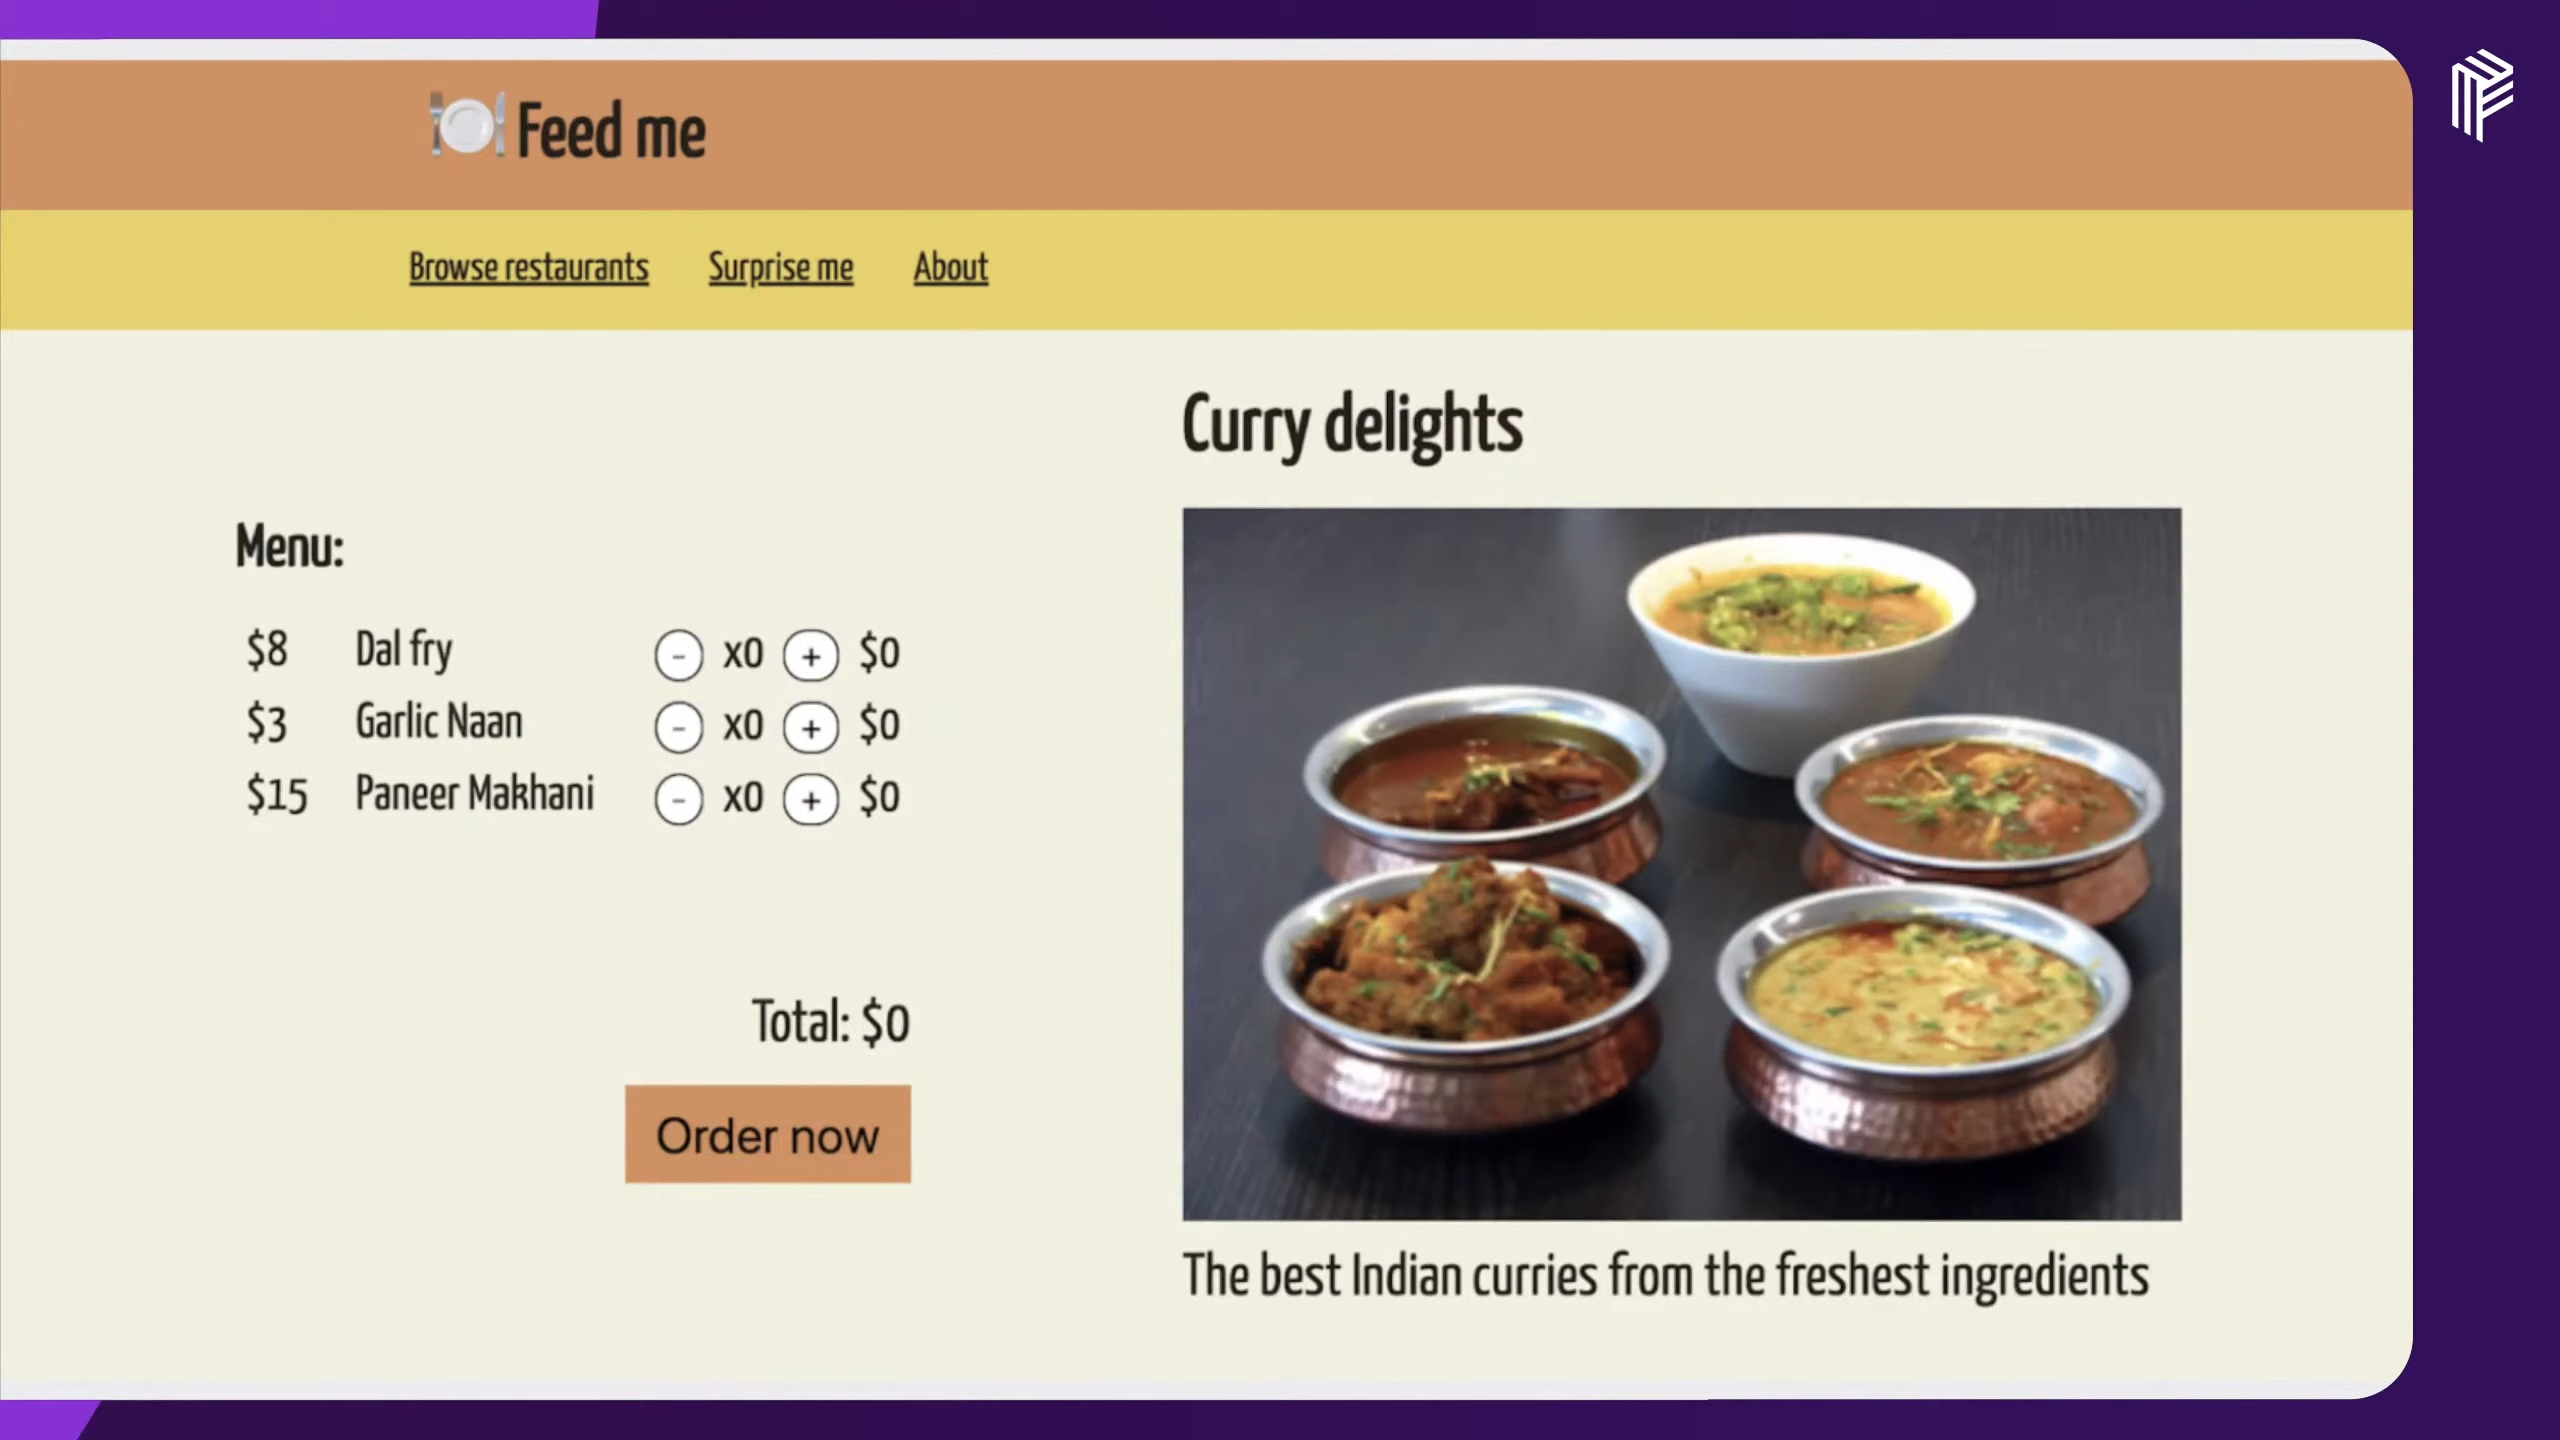 Feed me
Browse restaurants Surprise me About
Curry delights
Menu:
$8 Dal fry - x0 + $0
$3 Garlic Naan - x0 + $0
$15 Paneer Makhani - x0 + $0
Total: $0
Order now
The best Indian curries from the freshest ingredients